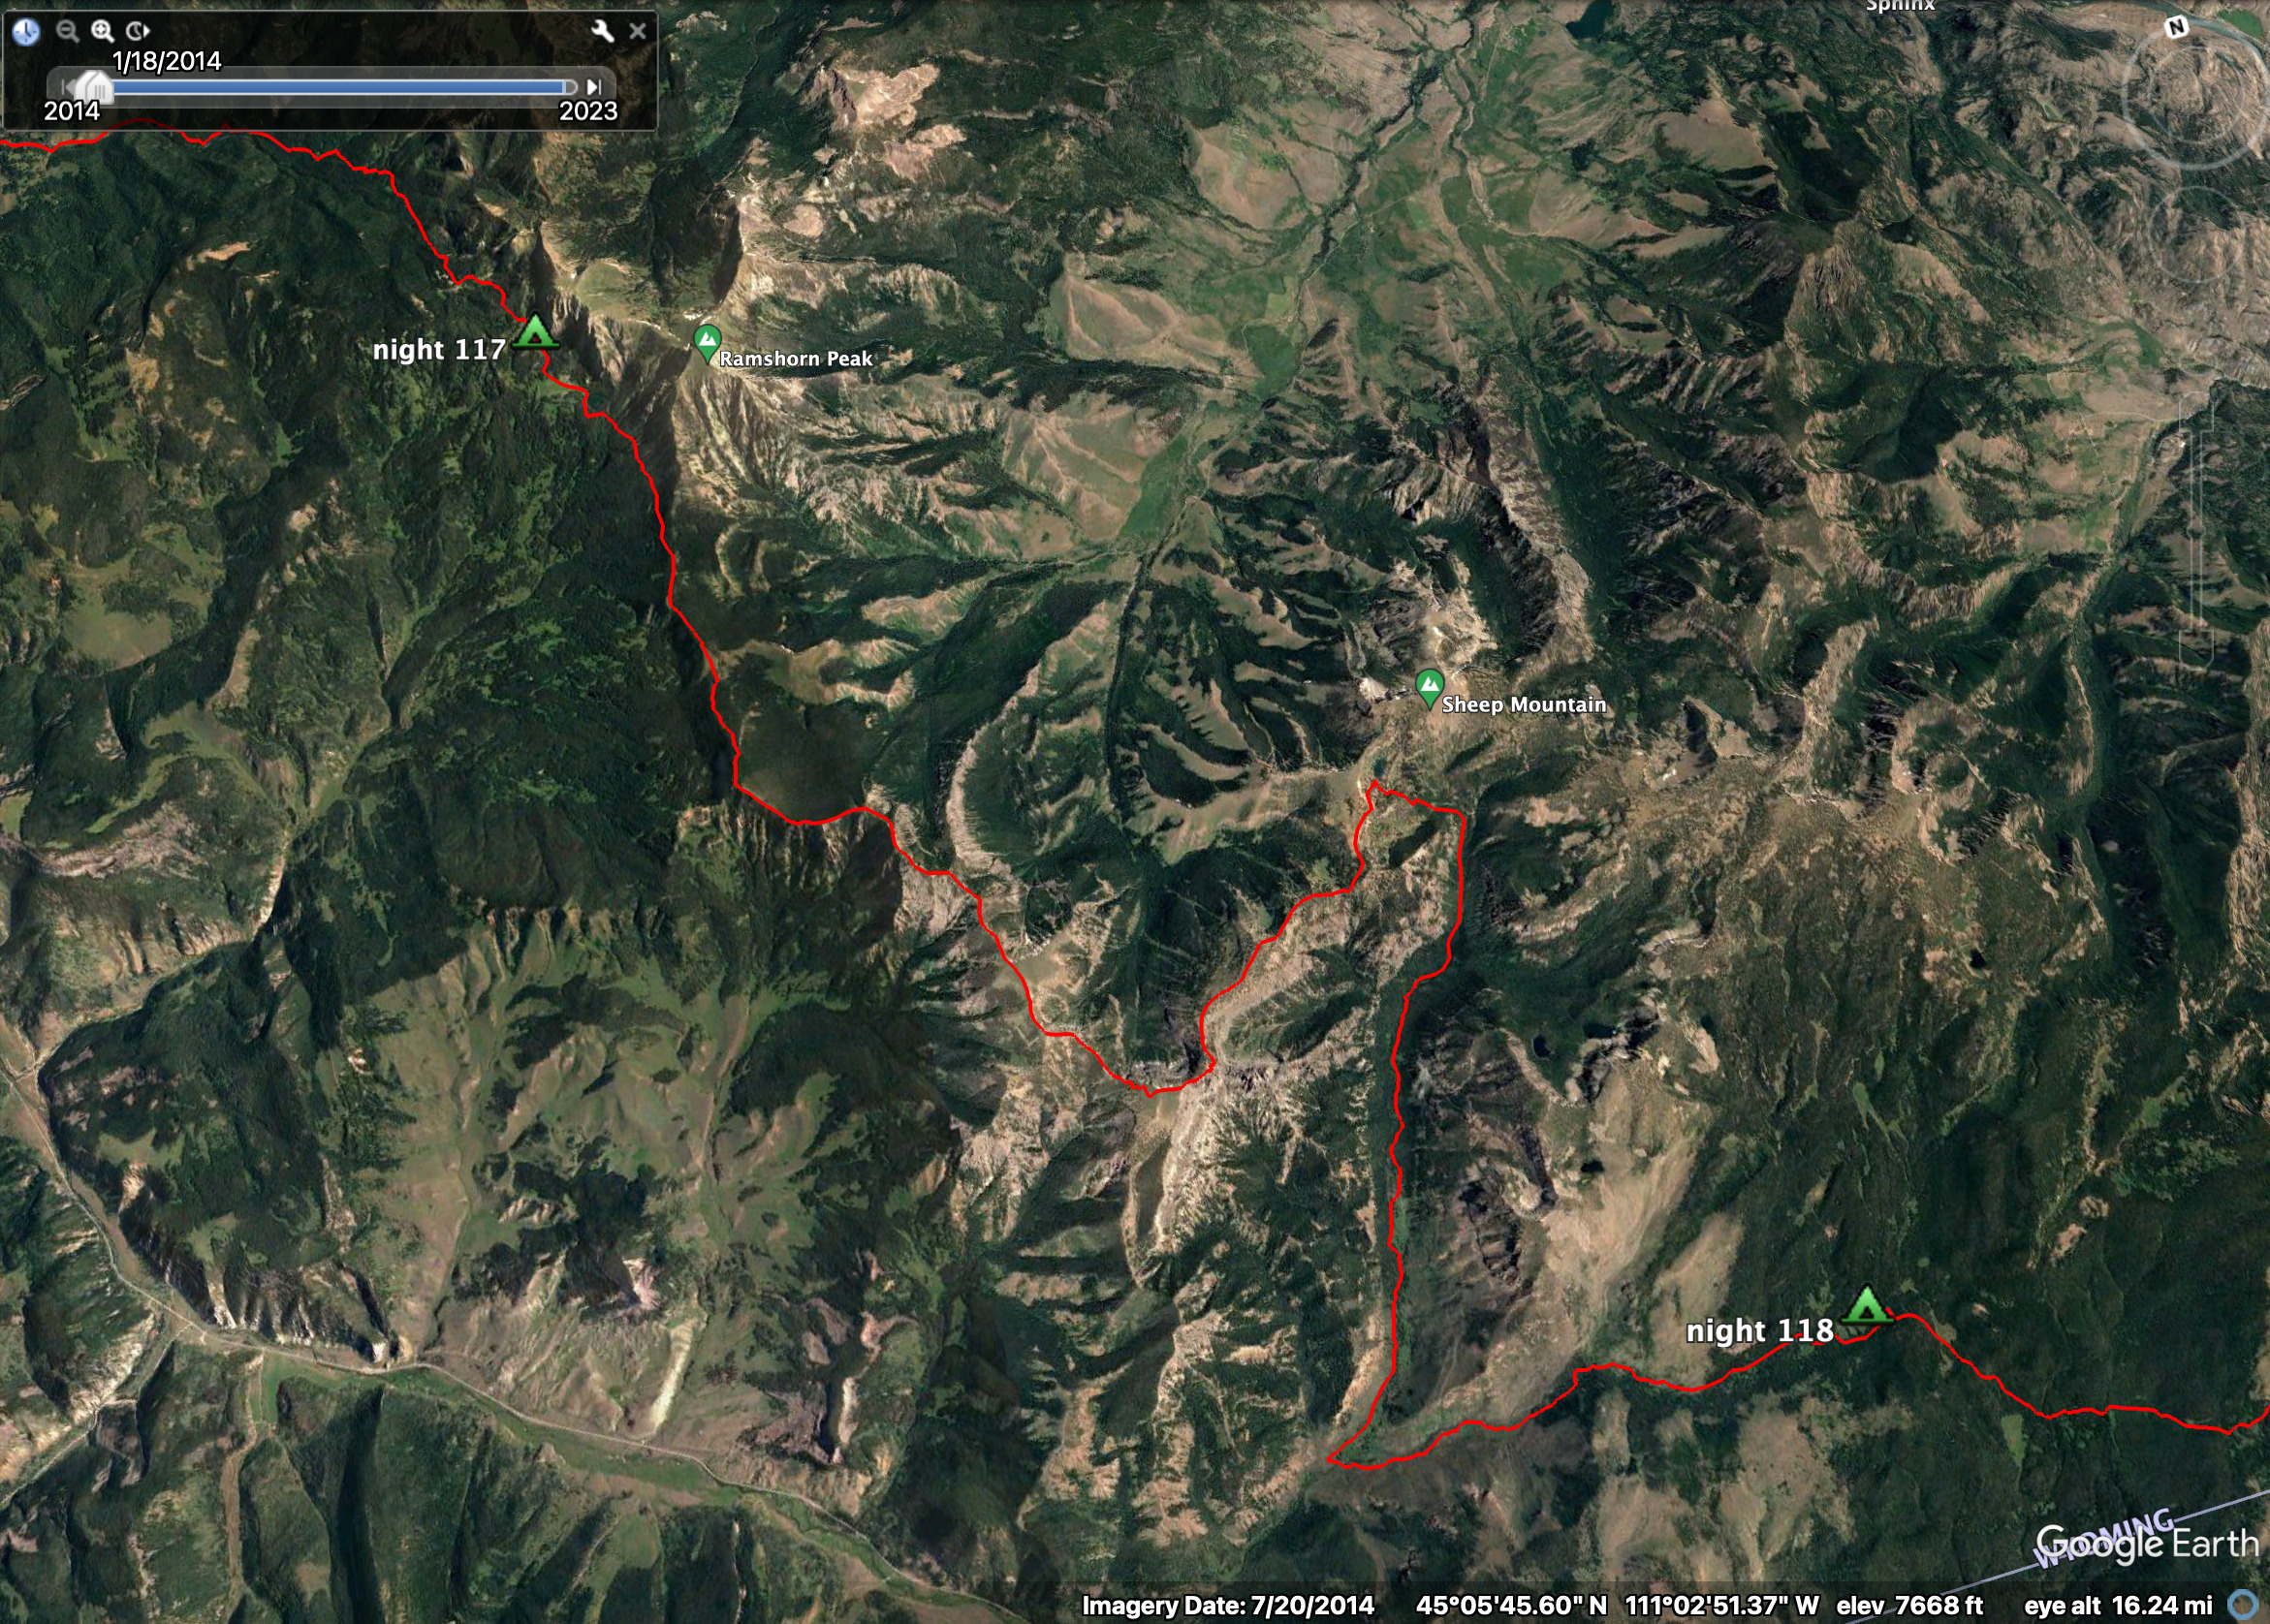 Sphinx
N
1/18/2014
2014
2023
night 117
Ramshorn Peak
Sheep Mountain
night 118
WYOMING
Google Earth
Imagery Date: 7/20/2014 45°05'45.60" N 111°02'51.37" W elev 7668 ft eye alt 16.24 mi